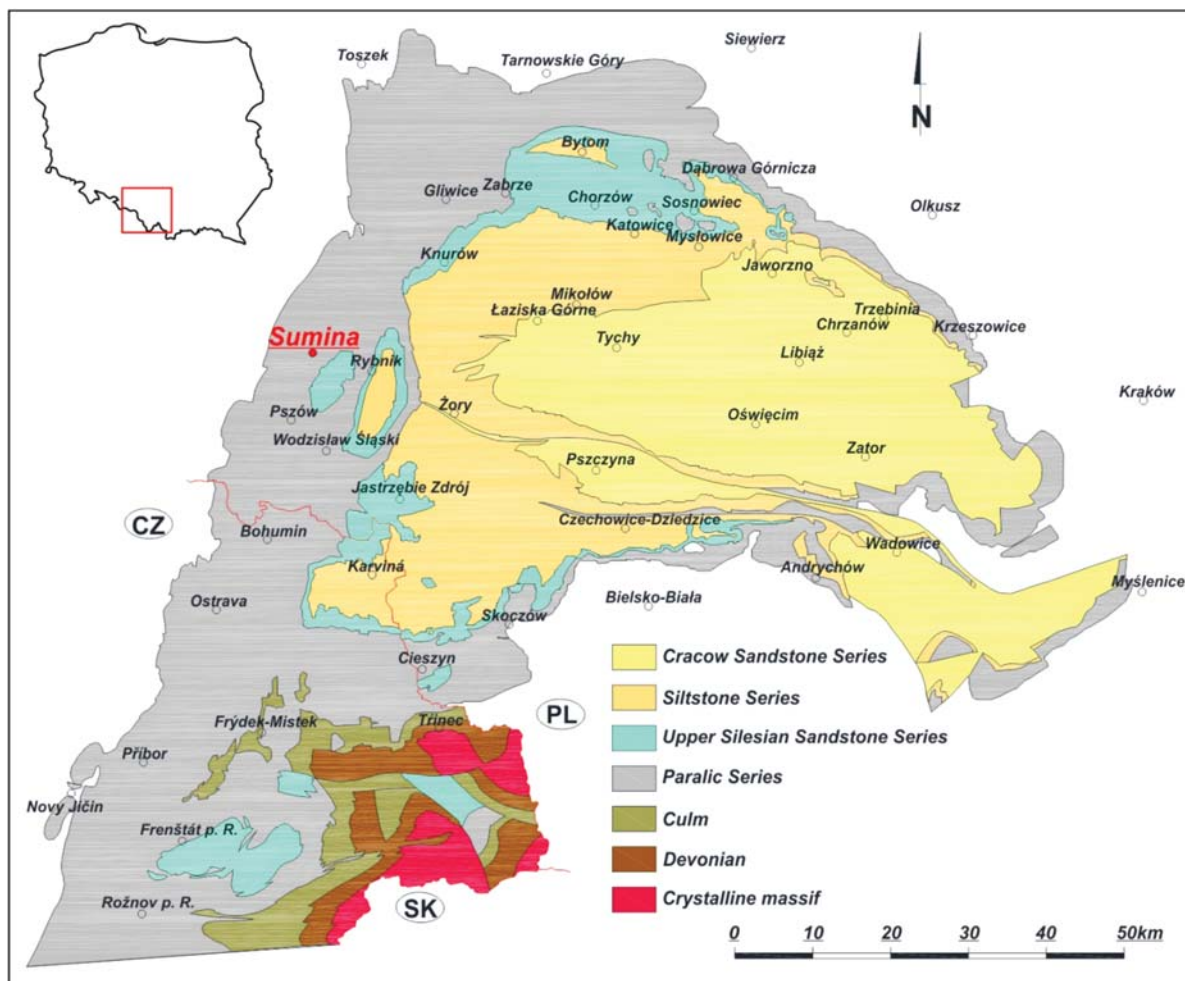 Siewierz
Toszek
Tarnowskie Góry
N
Bytom
Dąbrowa Górnicza
Gliwice
Zabrze
Chorzów
Sosnowiec
Olkusz
Katowice
Mysłowice
Knurów
Jaworzno
Mikołów
Łaziska Górne
Trzebinia
Chrzanów
Krzeszowice
Sumina
Tychy
Libiąż
Rybnik
Kraków
Pszów
Żory
Oświęcim
Wodzisław Śląski
Zator
Pszczyna
Jastrzębie Zdrój
CZ
Czechowice-Dziedzice
Bohumin
Wadowice
Karviná
Andrychów
Myślenice
Ostrava
Bielsko-Biała
Skoczów
Cieszyn
Cracow Sandstone Series
Siltstone Series
PL
Frýdek-Mistek
Třinec
Upper Silesian Sandstone Series
Příbor
Paralic Series
Novy Jičín
Culm
Frenštát p. R.
Devonian
Crystalline massif
Rožnov p. R.
SK
0 10 20 30 40 50km